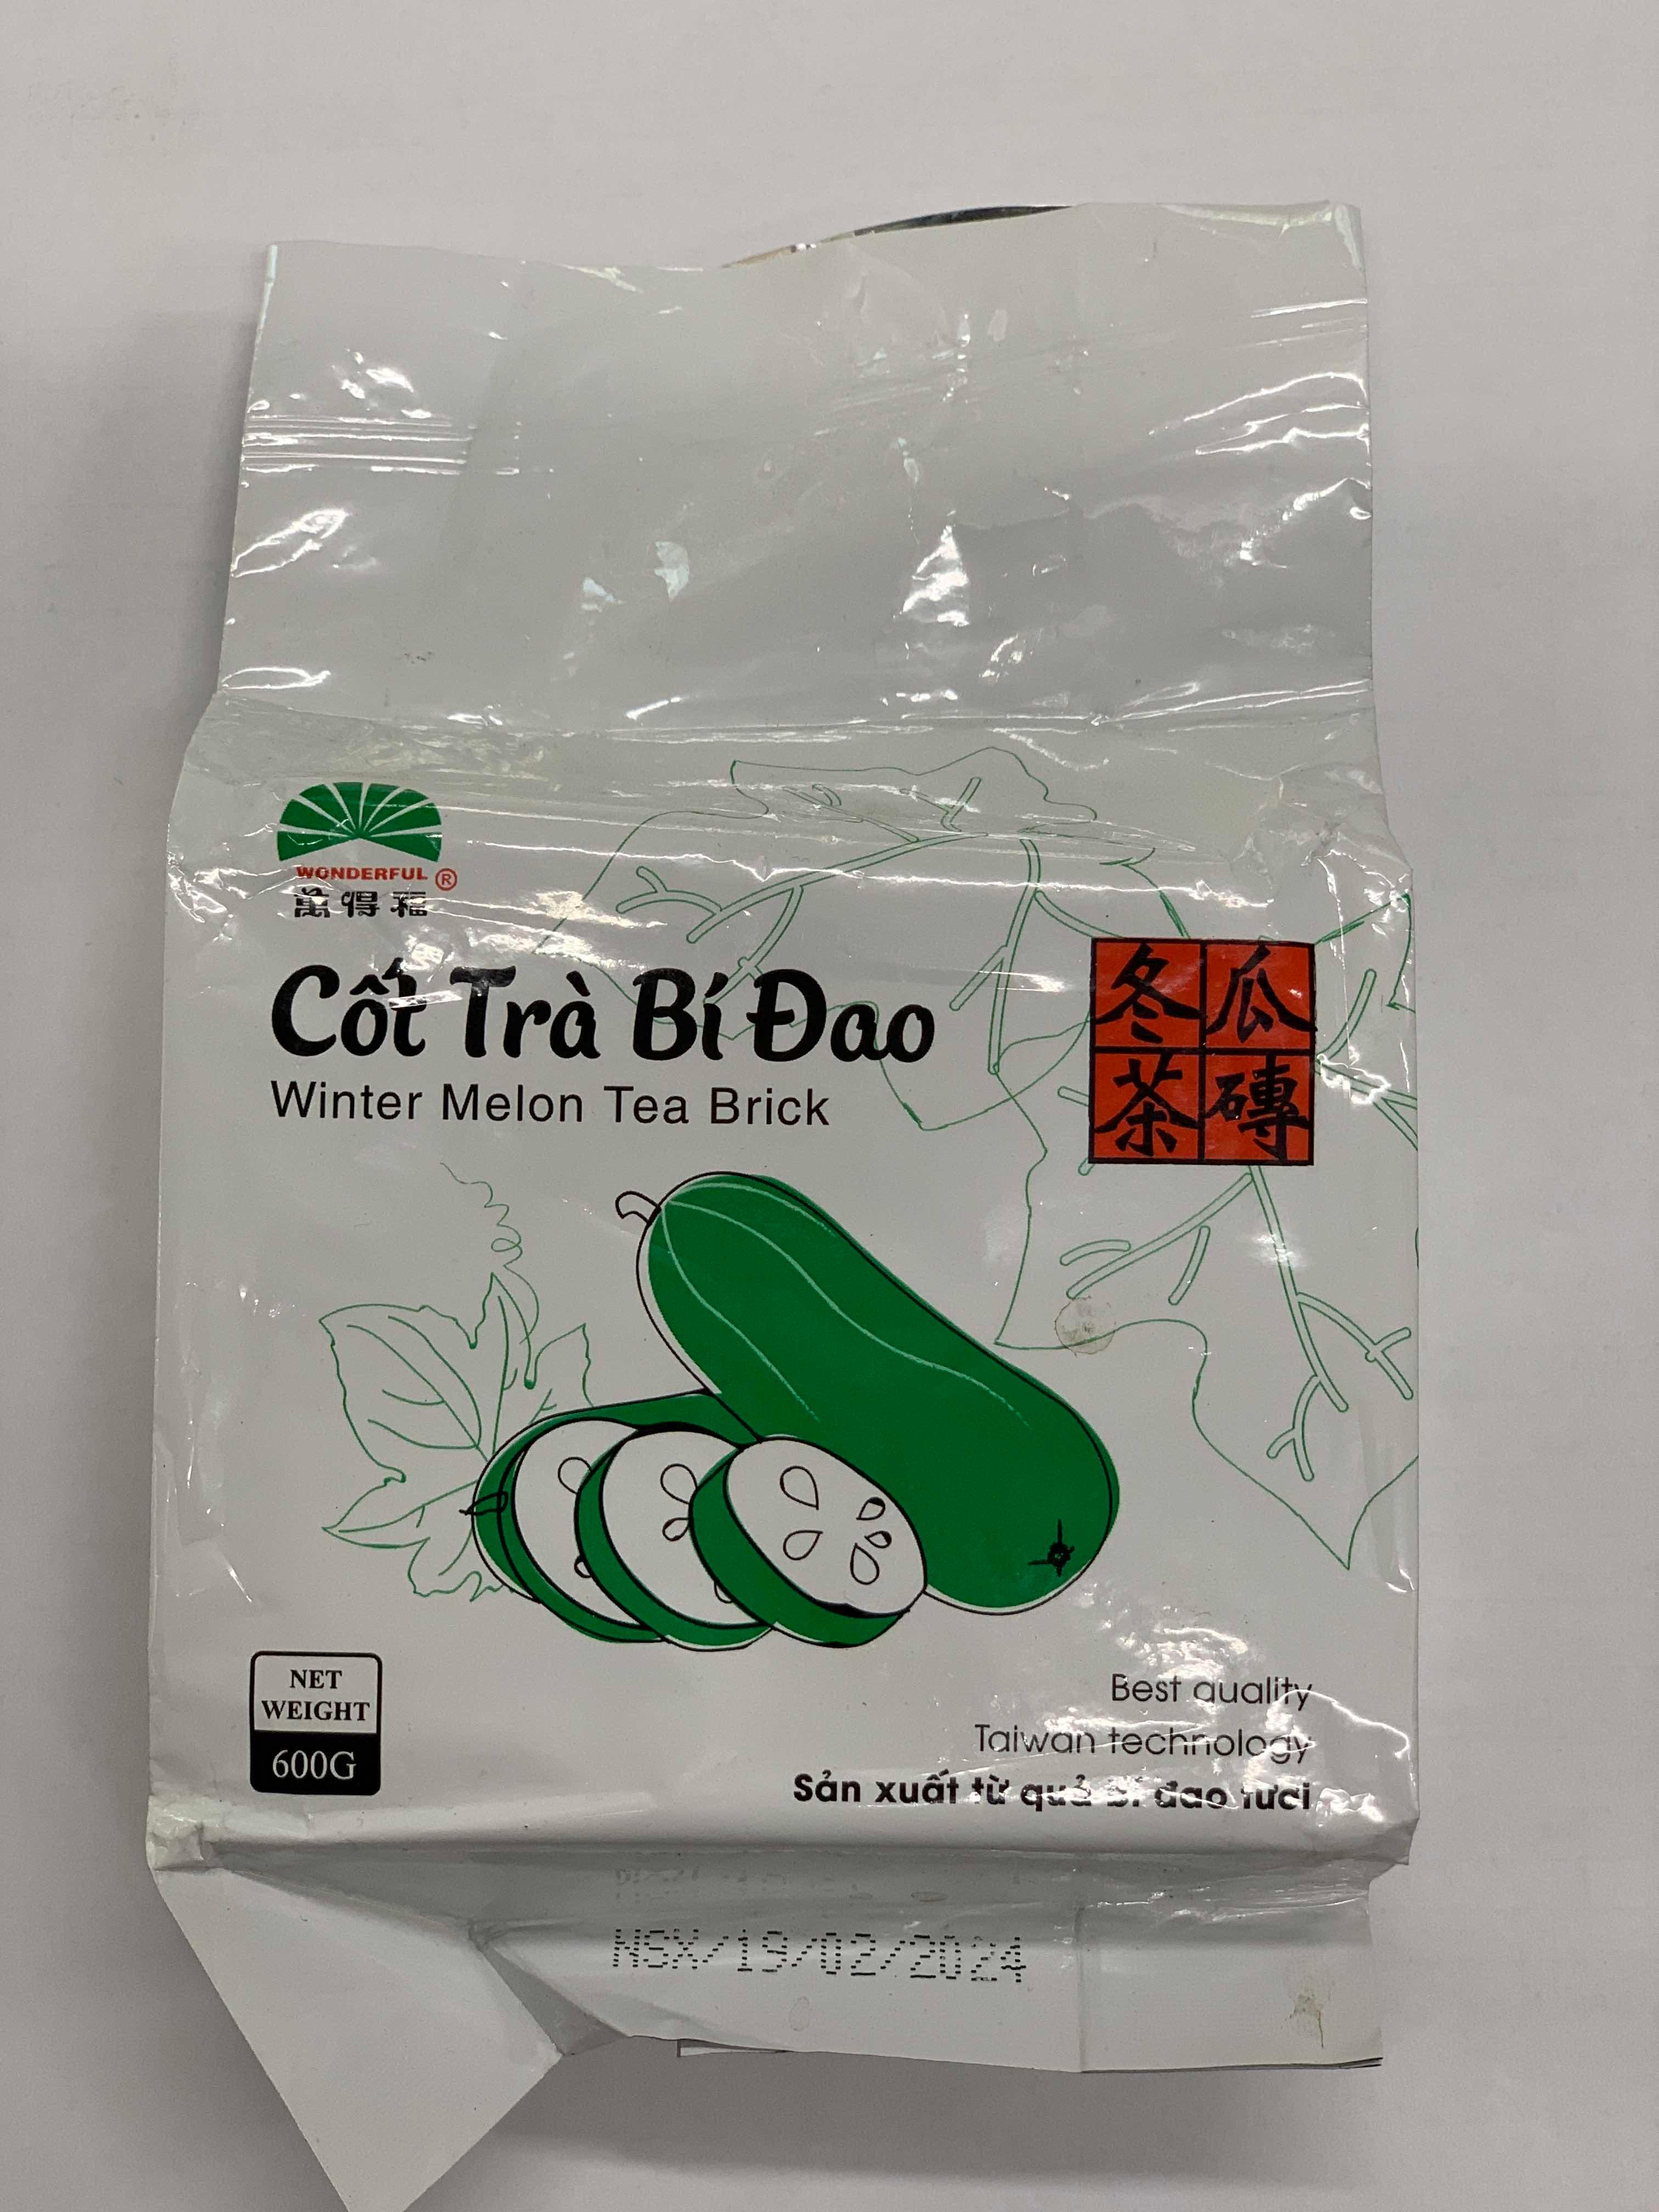 WONDERFUL ®
萬得福
Cốt Trà Bí Đao
Winter Melon Tea Brick
冬瓜
茶磚
NET
WEIGHT
600G
Best quality
Taiwan technology
Sản xuất từ quả bí đao tươi
NSX/19/02/2024